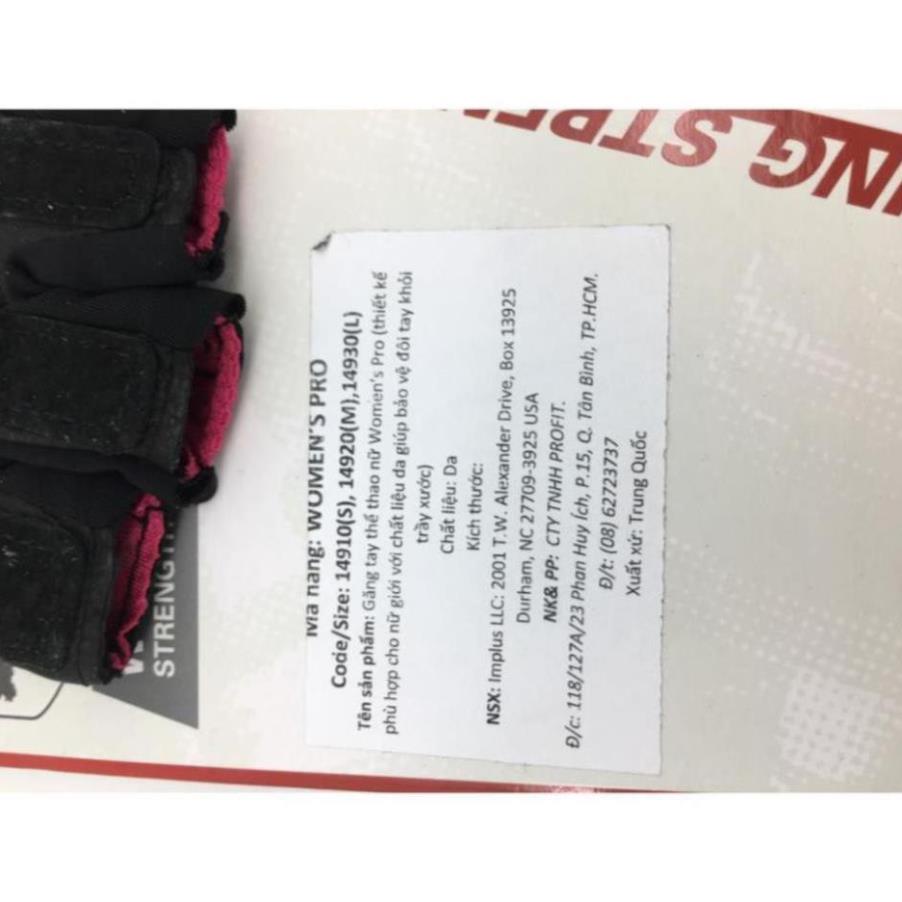 Mã hàng: WOMEN'S PRO
Code/Size: 14910(S), 14920(M),14930(L)
Tên sản phẩm: Găng tay thể thao nữ Women's Pro (thiết kế
phù hợp cho nữ giới với chất liệu da giúp bảo vệ đôi tay khỏi
trầy xước)
Chất liệu: Da
Kích thước:
NSX: Implus LLC: 2001 T.W. Alexander Drive, Box 13925
Durham, NC 27709-3925 USA
NK& PP: CTY TNHH PROFIT.
Đ/c: 118/127A/23 Phan Huy Ích, P.15, Q. Tân Bình, TP.HCM.
Đ/t: (08) 62723737
Xuất xứ: Trung Quốc
STRENGTH